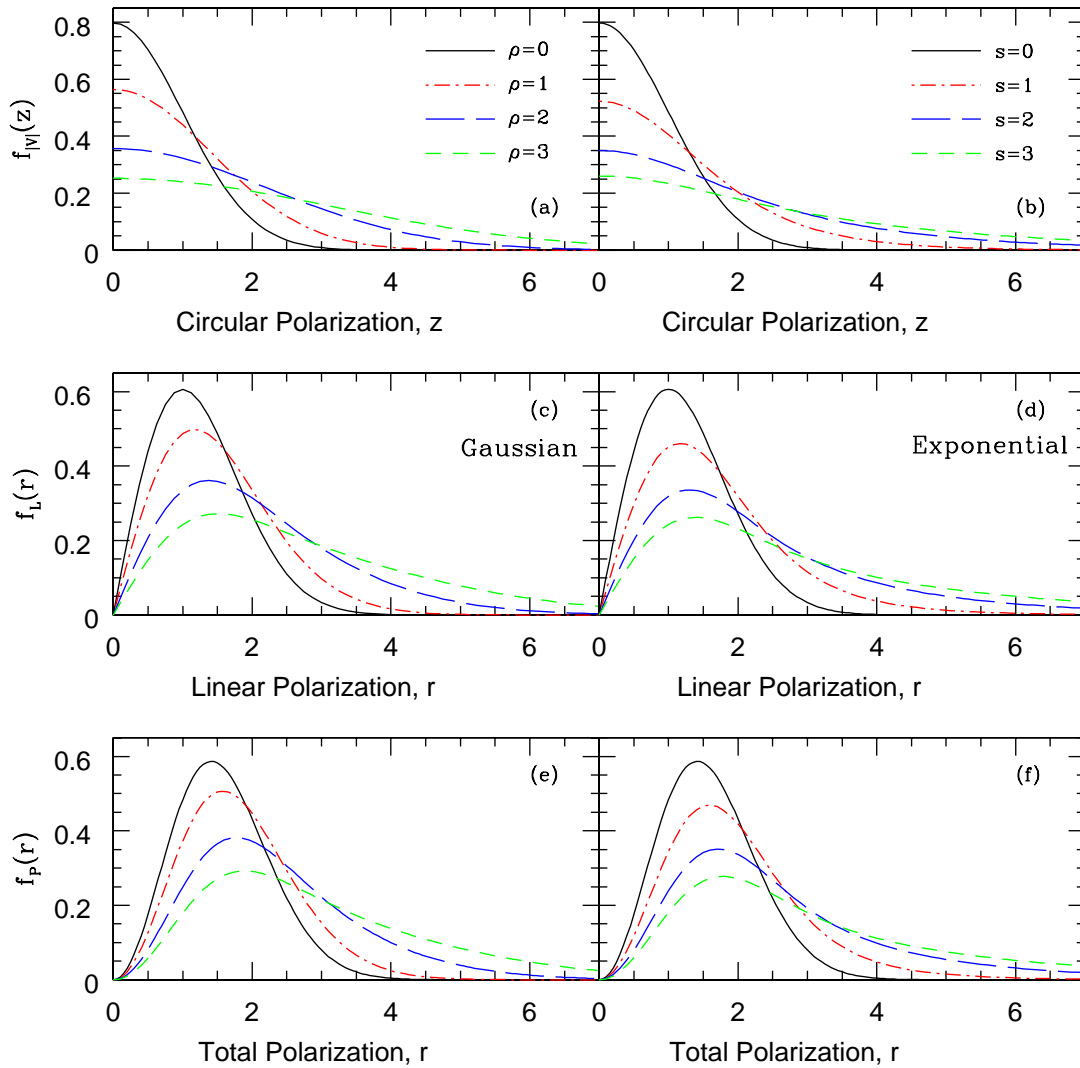 0.8
0.6
0.4
0.2
0
f|V|(z)
ρ=0
ρ=1
ρ=2
ρ=3
(a)
s=0
s=1
s=2
s=3
(b)
0 2 4 6 0 2 4 6
Circular Polarization, z Circular Polarization, z
0.6
0.4
0.2
0
fL(r)
(c)
Gaussian
(d)
Exponential
0 2 4 6 0 2 4 6
Linear Polarization, r Linear Polarization, r
0.6
0.4
0.2
0
fP(r)
(e)
(f)
0 2 4 6 0 2 4 6
Total Polarization, r Total Polarization, r